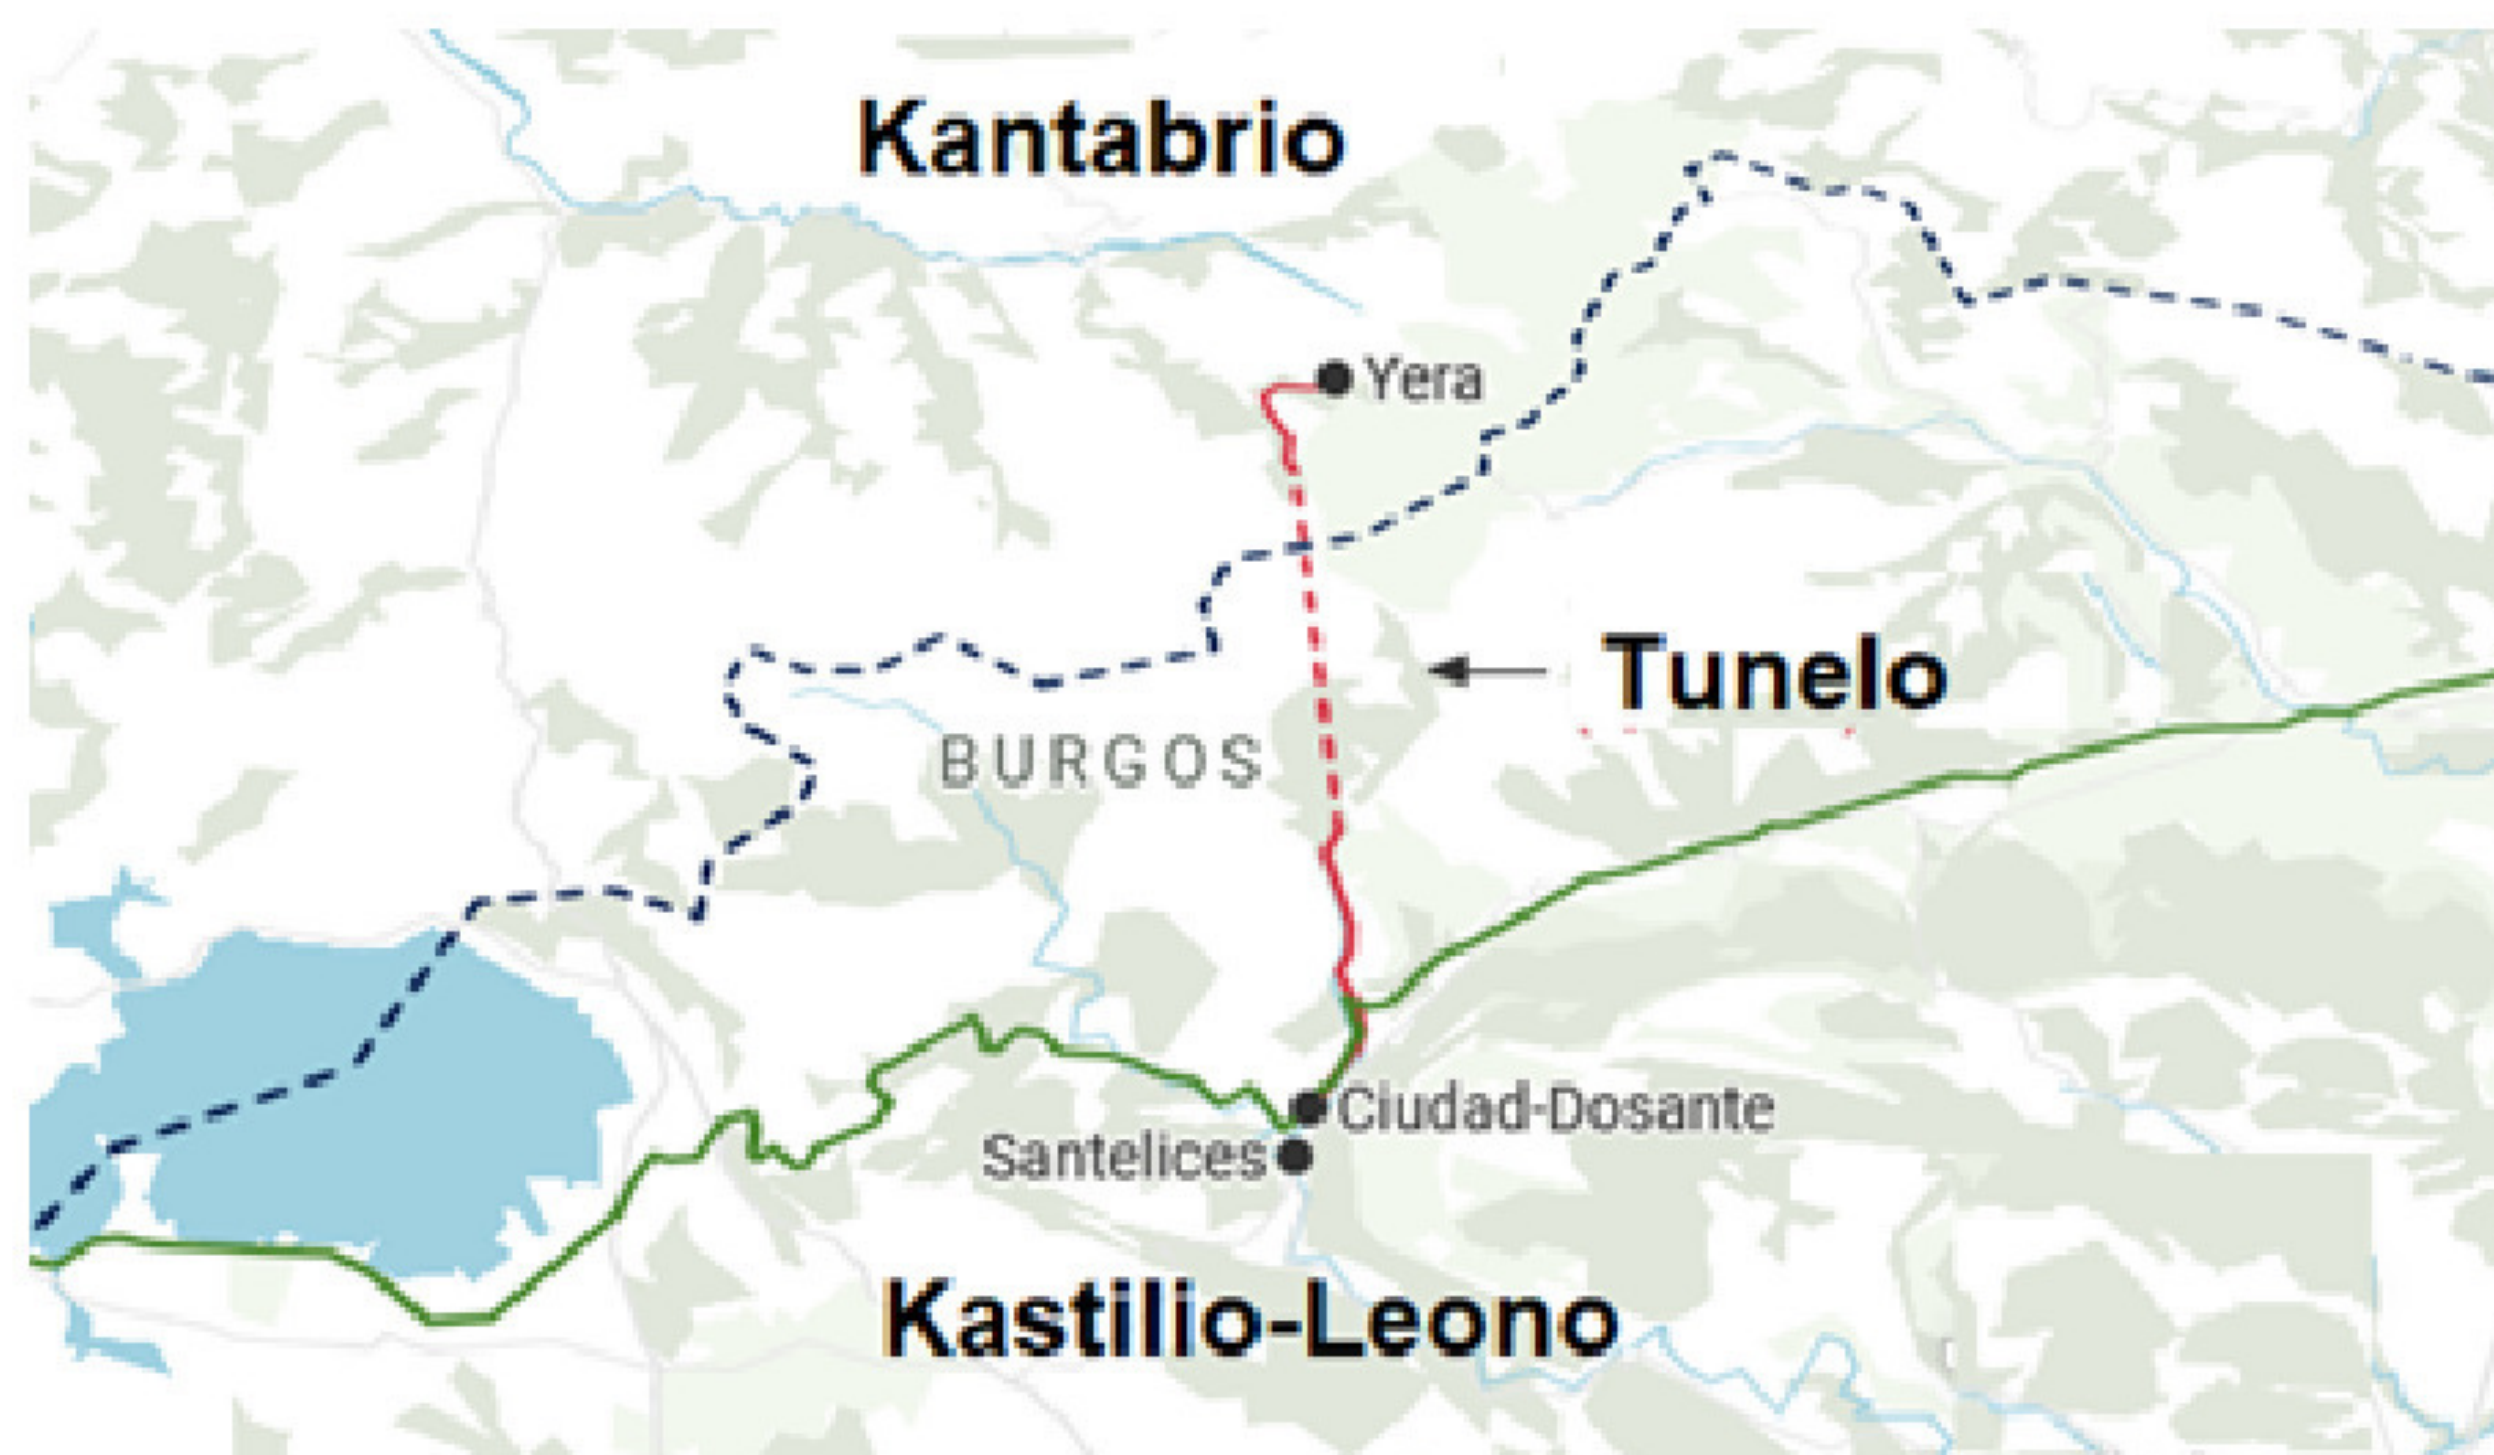 Kantabrio
Yera
Tunelo
BURGOS
Ciudad-Dosante
Santelices
Kastilio-Leono